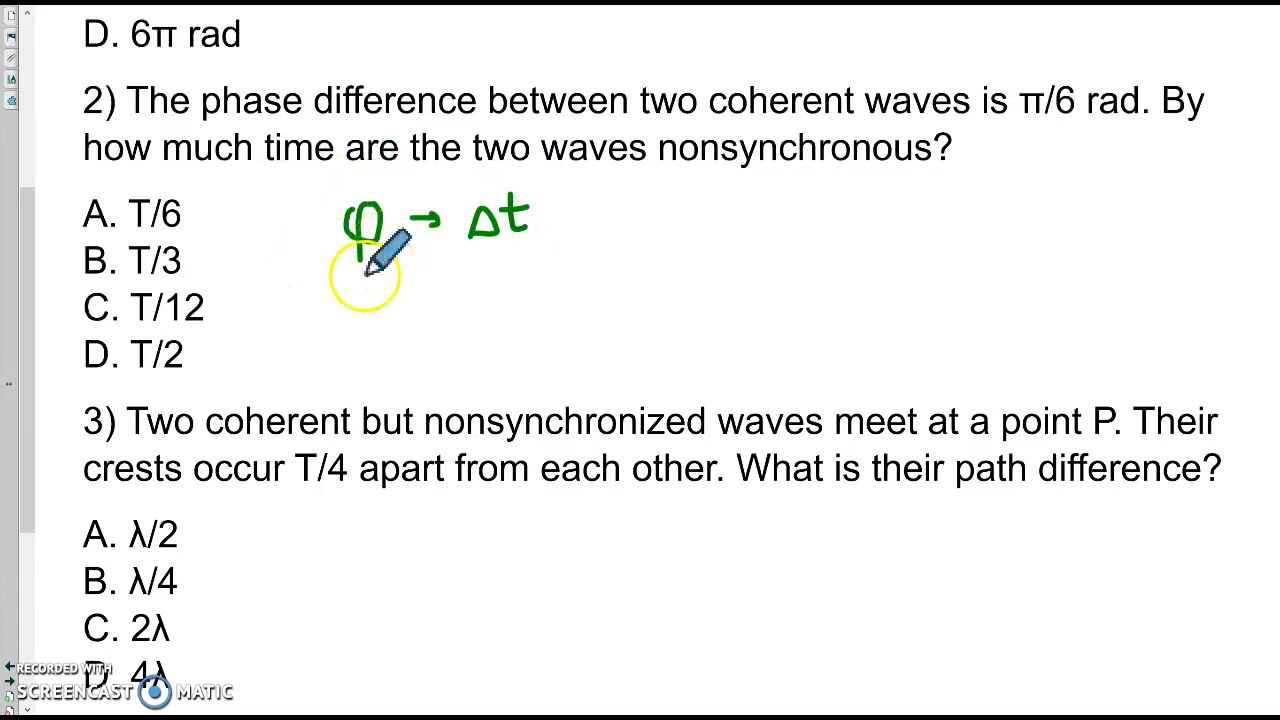 D. 6π rad
2) The phase difference between two coherent waves is π/6 rad. By
how much time are the two waves nonsynchronous?
A. T/6
B. T/3
C. T/12
D. T/2
φ → Δt
3) Two coherent but nonsynchronized waves meet at a point P. Their
crests occur T/4 apart from each other. What is their path difference?
A. λ/2
B. λ/4
C. 2λ
D. 4λ
RECORDED WITH
SCREENCAST MATIC